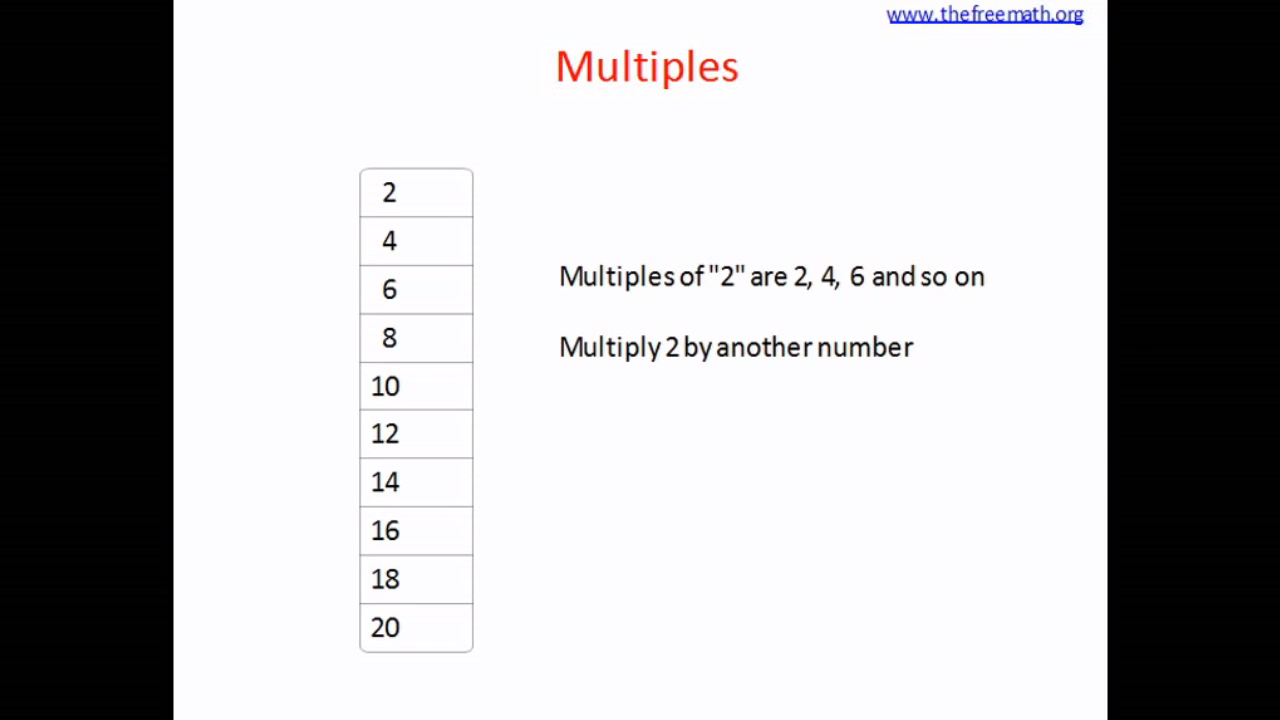 www.thefreemath.org
Multiples
2
4
6
8
10
12
14
16
18
20
Multiples of "2" are 2, 4, 6 and so on
Multiply 2 by another number